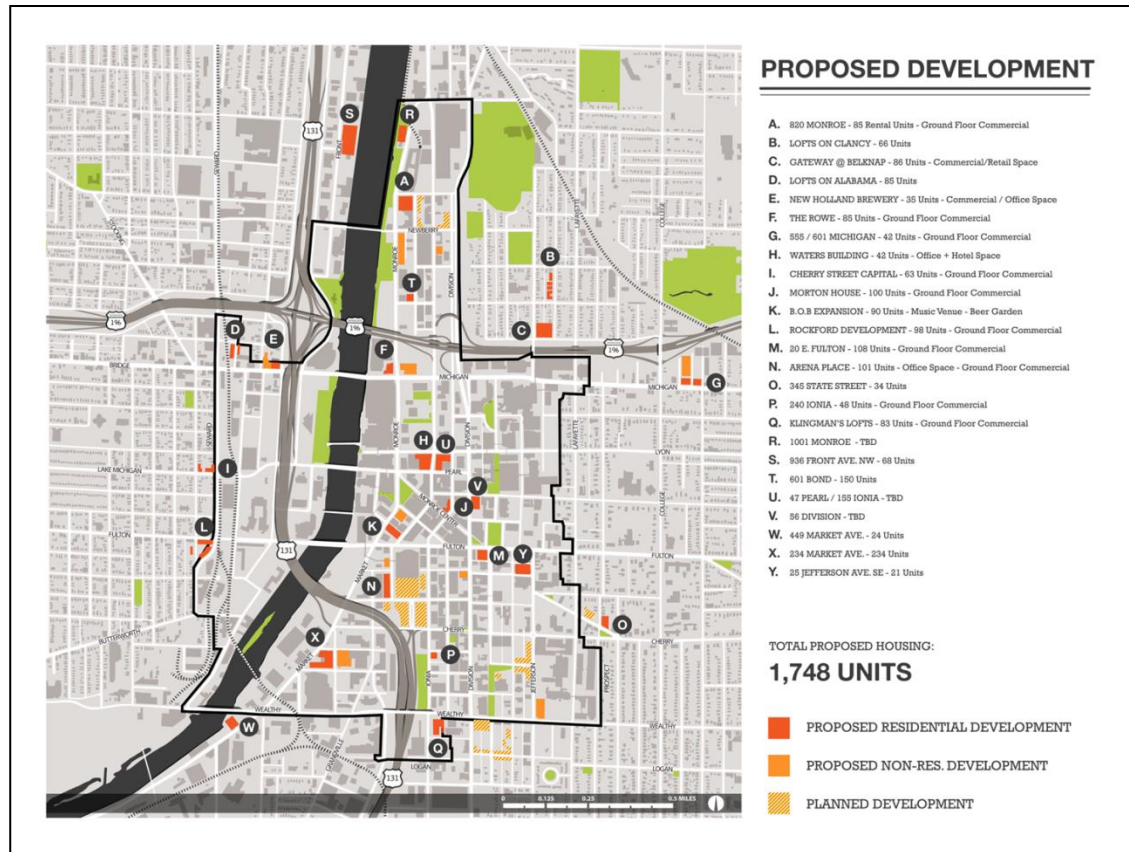 PROPOSED DEVELOPMENT
A. 820 MONROE - 85 Rental Units - Ground Floor Commercial
B. LOFTS ON CLANCY - 66 Units
C. GATEWAY @ BELKNAP - 86 Units - Commercial/Retail Space
D. LOFTS ON ALABAMA - 85 Units
E. NEW HOLLAND BREWERY - 35 Units - Commercial / Office Space
F. THE ROWE - 85 Units - Ground Floor Commercial
G. 555 / 601 MICHIGAN - 42 Units - Ground Floor Commercial
H. WATERS BUILDING - 42 Units - Office + Hotel Space
I. CHERRY STREET CAPITAL - 63 Units - Ground Floor Commercial
J. MORTON HOUSE - 100 Units - Ground Floor Commercial
K. B.O.B EXPANSION - 90 Units - Music Venue - Beer Garden
L. ROCKFORD DEVELOPMENT - 98 Units - Ground Floor Commercial
M. 20 E. FULTON - 108 Units - Ground Floor Commercial
N. ARENA PLACE - 101 Units - Office Space - Ground Floor Commercial
O. 345 STATE STREET - 34 Units
P. 240 IONIA - 48 Units - Ground Floor Commercial
Q. KLINGMAN'S LOFTS - 83 Units - Ground Floor Commercial
R. 1001 MONROE - TBD
S. 936 FRONT AVE. NW - 68 Units
T. 601 BOND - 150 Units
U. 47 PEARL / 155 IONIA - TBD
V. 56 DIVISION - TBD
W. 449 MARKET AVE. - 24 Units
X. 234 MARKET AVE. - 234 Units
Y. 25 JEFFERSON AVE. SE - 21 Units
TOTAL PROPOSED HOUSING:
1,748 UNITS
PROPOSED RESIDENTIAL DEVELOPMENT
PROPOSED NON-RES. DEVELOPMENT
PLANNED DEVELOPMENT
S
R
131
FRONT
SEWARD
A
LAFAYETTE
COLLEGE
NEWBERRY
MONROE
DIVISION
B
T
196
196
C
196
D
E
F
BRIDGE
MICHIGAN
MICHIGAN
G
SEWARD
MONROE
DIVISION
LAFAYETTE
H
U
LYON
LAKE MICHIGAN
I
PEARL
V
MONROE CENTER
J
COLLEGE
L
K
FULTON
131
FULTON
M
Y
FULTON
MARKET
N
BUTTERWORTH
X
CHERRY
O
CHERRY
MARKET
P
IONIA
DIVISION
JEFFERSON
PROSPECT
WEALTHY
WEALTHY
WEALTHY
W
GRANDVILLE
Q
LOGAN
LOGAN
131
0 0.125 0.25 0.5 MILES